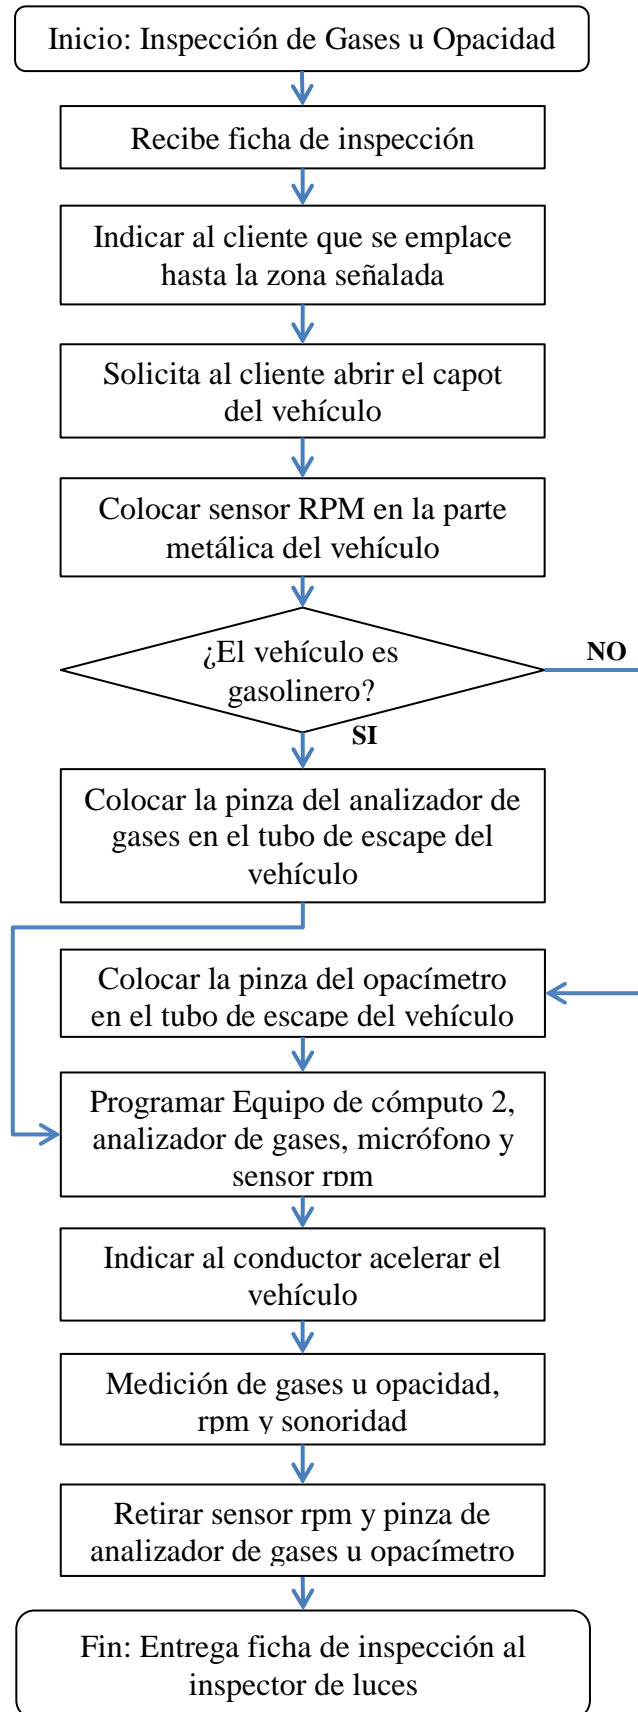 Inicio: Inspección de Gases u Opacidad
Recibe ficha de inspección
Indicar al cliente que se emplace
hasta la zona señalada
Solicita al cliente abrir el capot
del vehículo
Colocar sensor RPM en la parte
metálica del vehículo
¿El vehículo es
gasolinero?
NO
SI
Colocar la pinza del analizador de
gases en el tubo de escape del
vehículo
Colocar la pinza del opacímetro
en el tubo de escape del vehículo
Programar Equipo de cómputo 2,
analizador de gases, micrófono y
sensor rpm
Indicar al conductor acelerar el
vehículo
Medición de gases u opacidad,
rpm y sonoridad
Retirar sensor rpm y pinza de
analizador de gases u opacímetro
Fin: Entrega ficha de inspección al
inspector de luces